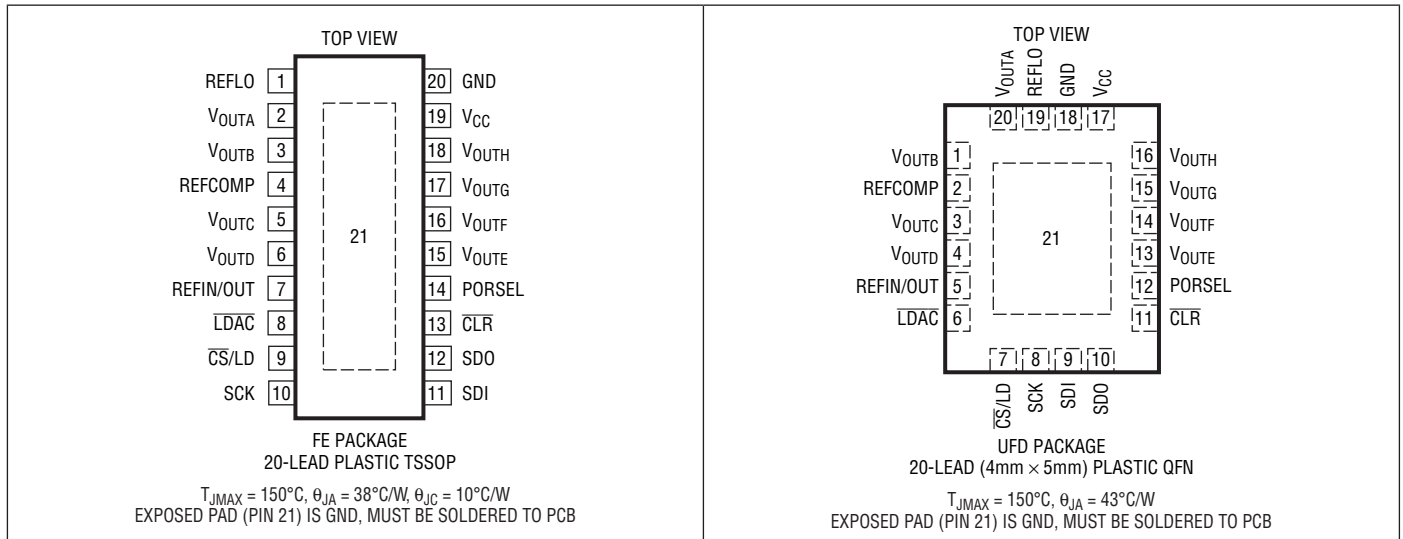 TOP VIEW
REFLO 1
VOUTA 2
VOUTB 3
REFCOMP 4
VOUTC 5
VOUTD 6
REFIN/OUT 7
LDAC 8
CS/LD 9
SCK 10
21
20 GND
19 VCC
18 VOUTH
17 VOUTG
16 VOUTF
15 VOUTE
14 PORSEL
13 CLR
12 SDO
11 SDI
FE PACKAGE
20-LEAD PLASTIC TSSOP
TJMAX = 150°C, θJA = 38°C/W, θJC = 10°C/W
EXPOSED PAD (PIN 21) IS GND, MUST BE SOLDERED TO PCB
TOP VIEW
VOUTA
REFLO
GND
VCC
20 19 18 17
VOUTB 1
REFCOMP 2
VOUTC 3
VOUTD 4
REFIN/OUT 5
LDAC 6
21
16 VOUTH
15 VOUTG
14 VOUTF
13 VOUTE
12 PORSEL
11 CLR
7 8 9 10
CS/LD
SCK
SDI
SDO
UFD PACKAGE
20-LEAD (4mm × 5mm) PLASTIC QFN
TJMAX = 150°C, θJA = 43°C/W
EXPOSED PAD (PIN 21) IS GND, MUST BE SOLDERED TO PCB